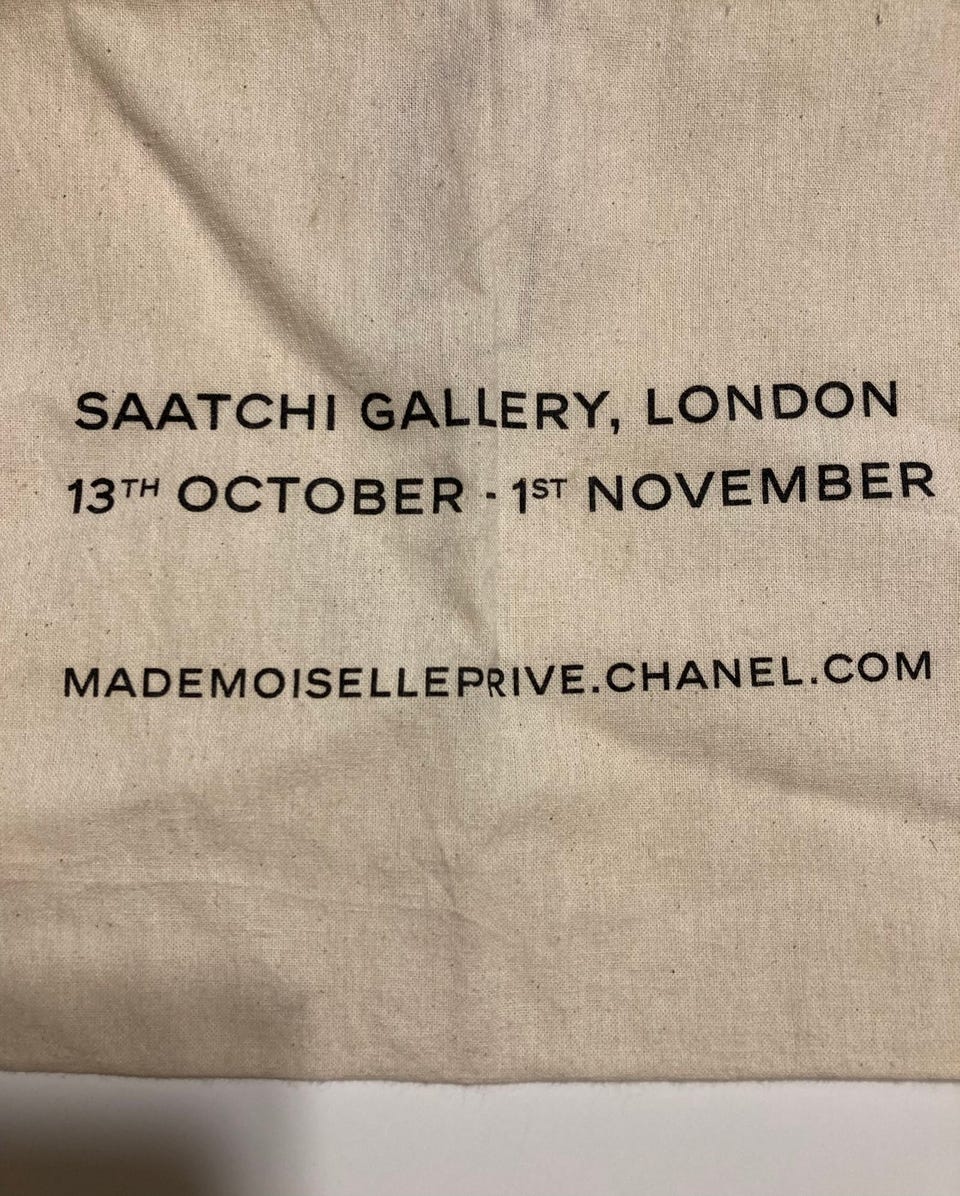 SAATCHI GALLERY, LONDON
13TH OCTOBER - 1ST NOVEMBER
MADEMOISELLEPRIVE.CHANEL.COM